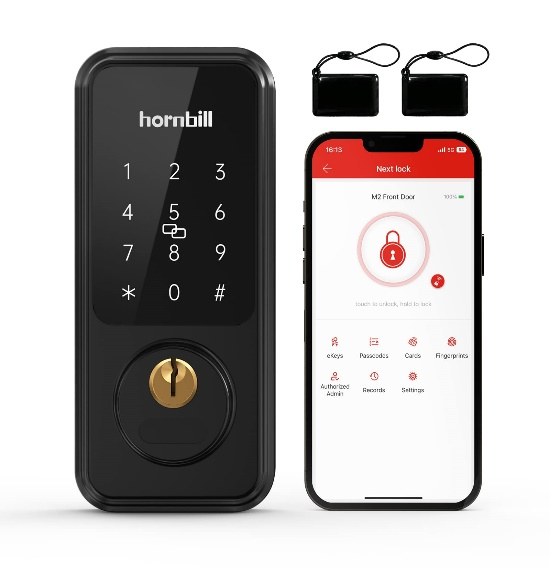 hornbill
1 2 3
4 5 6
7 8 9
* 0 #
16:13
5G
Next lock
M2 Front Door
100%
touch to unlock, hold to lock
eKeys Passcodes Cards Fingerprints
Authorized Admin Records Settings